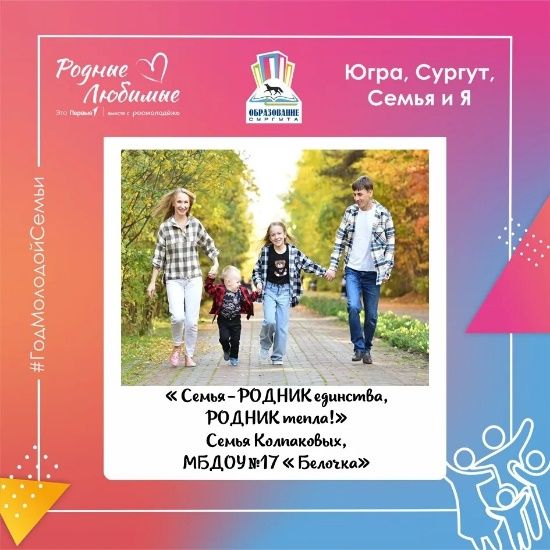 Родные
Любимые
Это Первые | вместе с росмолодёжь
ОБРАЗОВАНИЕ
СУРГУТА
Югра, Сургут,
Семья и Я
#ГодМолодойСемьи
« Семья – РОДНИК единства,
РОДНИК тепла!»
Семья Колпаковых,
МБДОУ №17 « Белочка»